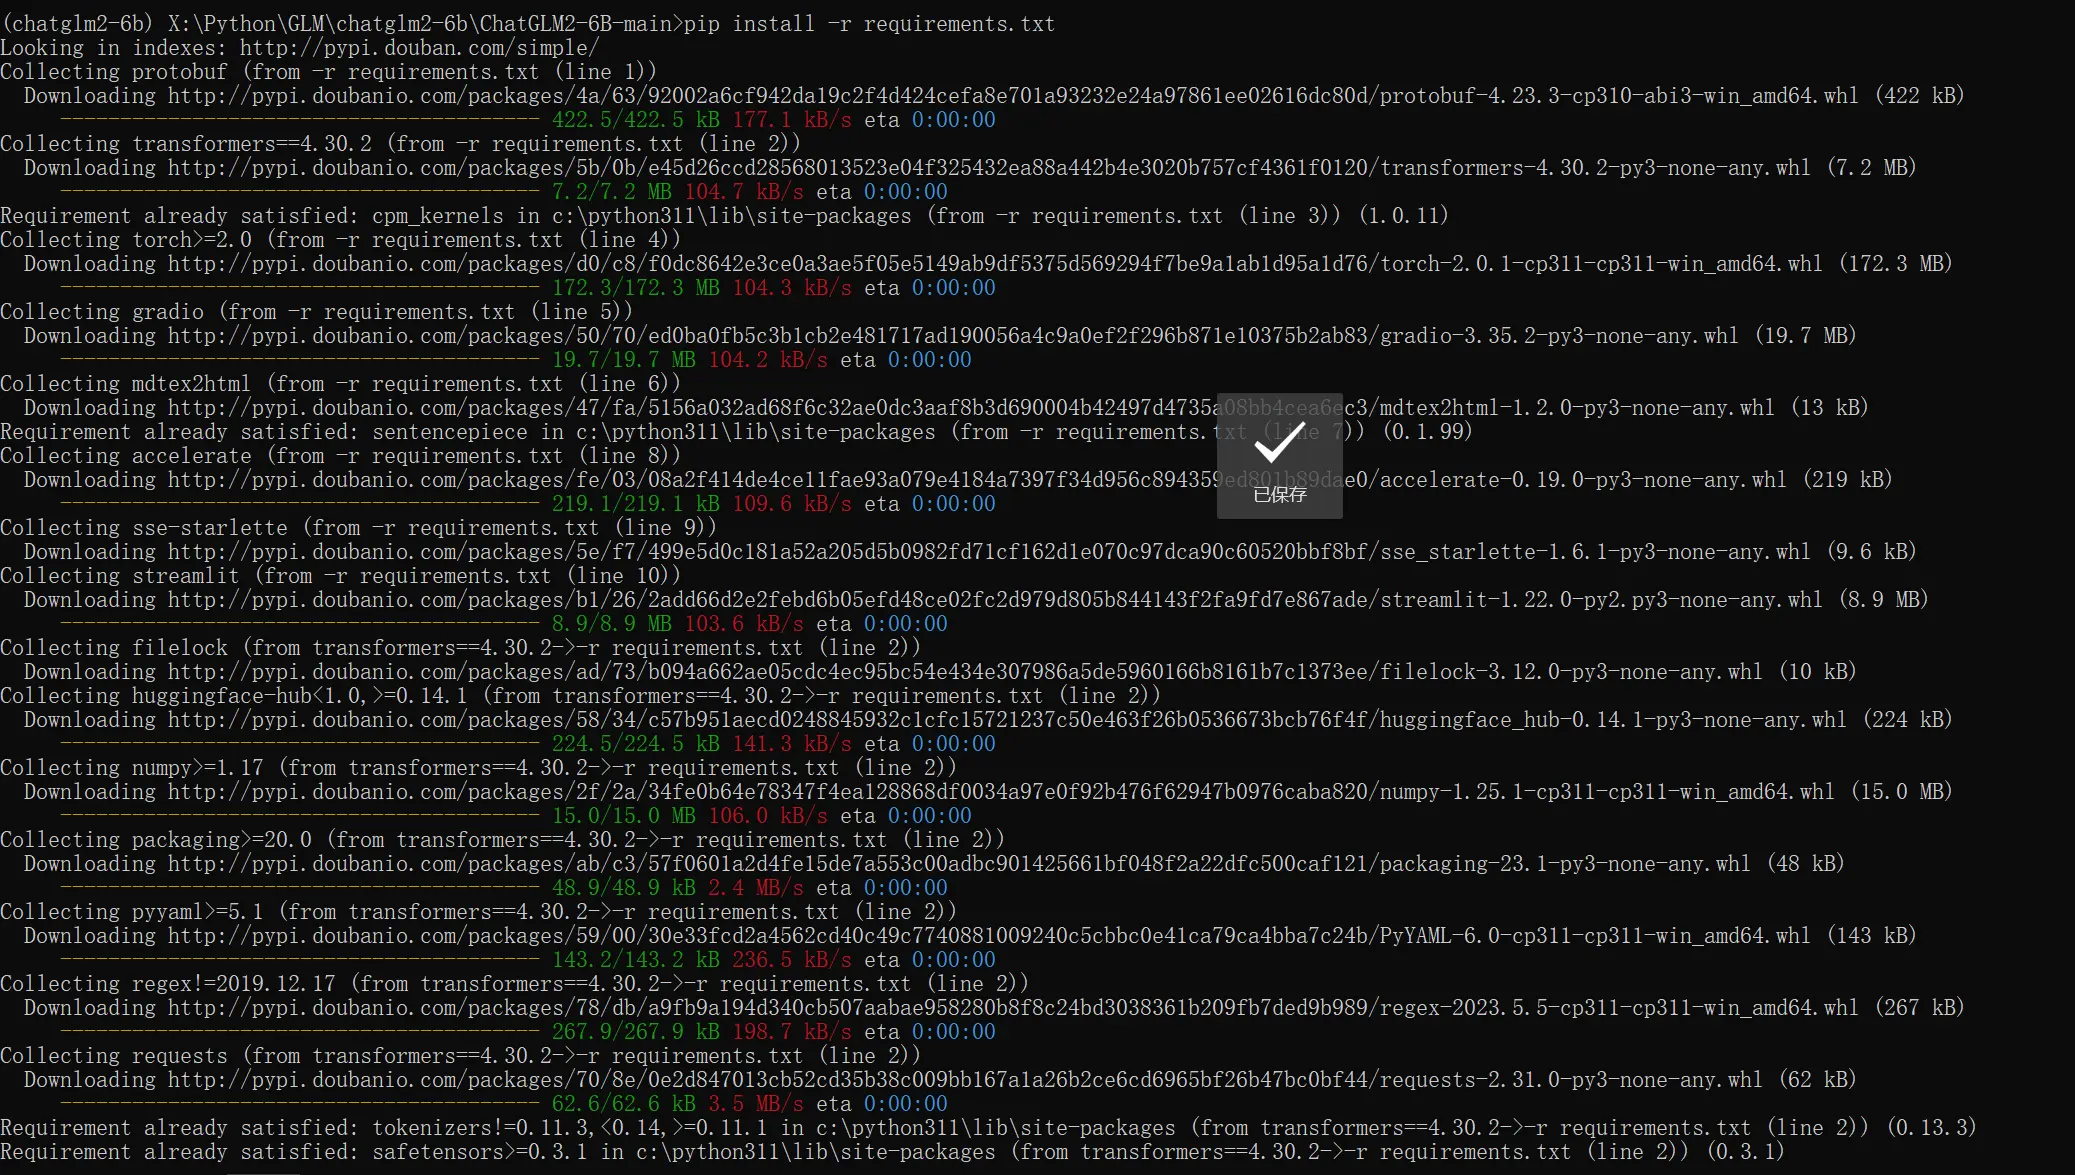 (chatglm2-6b) X:\Python\GLM\chatglm2-6b\ChatGLM2-6B-main>pip install -r requirements.txt
Looking in indexes: http://pypi.douban.com/simple/
Collecting protobuf (from -r requirements.txt (line 1))
Downloading http://pypi.doubanio.com/packages/4a/63/92002a6cf942da19c2f4d424cefa8e701a93232e24a97861ee02616dc80d/protobuf-4.23.3-cp310-abi3-win_amd64.whl (422 kB)
---------------------------------------- 422.5/422.5 kB 177.1 kB/s eta 0:00:00
Collecting transformers==4.30.2 (from -r requirements.txt (line 2))
Downloading http://pypi.doubanio.com/packages/5b/0b/e45d26ccd28568013523e04f325432ea88a442b4e3020b757cf4361f0120/transformers-4.30.2-py3-none-any.whl (7.2 MB)
---------------------------------------- 7.2/7.2 MB 104.7 kB/s eta 0:00:00
Requirement already satisfied: cpm_kernels in c:\python311\lib\site-packages (from -r requirements.txt (line 3)) (1.0.11)
Collecting torch>=2.0 (from -r requirements.txt (line 4))
Downloading http://pypi.doubanio.com/packages/d0/c8/f0dc8642e3ce0a3ae5f05e5149ab9df5375d569294f7be9a1ab1d95a1d76/torch-2.0.1-cp311-cp311-win_amd64.whl (172.3 MB)
---------------------------------------- 172.3/172.3 MB 104.3 kB/s eta 0:00:00
Collecting gradio (from -r requirements.txt (line 5))
Downloading http://pypi.doubanio.com/packages/50/70/ed0ba0fb5c3b1cb2e481717ad190056a4c9a0ef2f296b871e10375b2ab83/gradio-3.35.2-py3-none-any.whl (19.7 MB)
---------------------------------------- 19.7/19.7 MB 104.2 kB/s eta 0:00:00
Collecting mdtex2html (from -r requirements.txt (line 6))
Downloading http://pypi.doubanio.com/packages/47/fa/5156a032ad68f6c32ae0dc3aaf8b3d690004b42497d4735a08bb4cea6ec3/mdtex2html-1.2.0-py3-none-any.whl (13 kB)
Requirement already satisfied: sentencepiece in c:\python311\lib\site-packages (from -r requirements.txt (line 7)) (0.1.99)
Collecting accelerate (from -r requirements.txt (line 8))
Downloading http://pypi.doubanio.com/packages/fe/03/08a2f414de4ce11fae93a079e4184a7397f34d956c894359ed801b89dae0/accelerate-0.19.0-py3-none-any.whl (219 kB)
已保存
---------------------------------------- 219.1/219.1 kB 109.6 kB/s eta 0:00:00
Collecting sse-starlette (from -r requirements.txt (line 9))
Downloading http://pypi.doubanio.com/packages/5e/f7/499e5d0c181a52a205d5b0982fd71cf162d1e070c97dca90c60520bbf8bf/sse_starlette-1.6.1-py3-none-any.whl (9.6 kB)
Collecting streamlit (from -r requirements.txt (line 10))
Downloading http://pypi.doubanio.com/packages/b1/26/2add66d2e2febd6b05efd48ce02fc2d979d805b844143f2fa9fd7e867ade/streamlit-1.22.0-py2.py3-none-any.whl (8.9 MB)
---------------------------------------- 8.9/8.9 MB 103.6 kB/s eta 0:00:00
Collecting filelock (from transformers==4.30.2->-r requirements.txt (line 2))
Downloading http://pypi.doubanio.com/packages/ad/73/b094a662ae05cdc4ec95bc54e434e307986a5de5960166b8161b7c1373ee/filelock-3.12.0-py3-none-any.whl (10 kB)
Collecting huggingface-hub<1.0,>=0.14.1 (from transformers==4.30.2->-r requirements.txt (line 2))
Downloading http://pypi.doubanio.com/packages/58/34/c57b951aecd0248845932c1cfc15721237c50e463f26b0536673bcb76f4f/huggingface_hub-0.14.1-py3-none-any.whl (224 kB)
---------------------------------------- 224.5/224.5 kB 141.3 kB/s eta 0:00:00
Collecting numpy>=1.17 (from transformers==4.30.2->-r requirements.txt (line 2))
Downloading http://pypi.doubanio.com/packages/2f/2a/34fe0b64e78347f4ea128868df0034a97e0f92b476f62947b0976caba820/numpy-1.25.1-cp311-cp311-win_amd64.whl (15.0 MB)
---------------------------------------- 15.0/15.0 MB 106.0 kB/s eta 0:00:00
Collecting packaging>=20.0 (from transformers==4.30.2->-r requirements.txt (line 2))
Downloading http://pypi.doubanio.com/packages/ab/c3/57f0601a2d4fe15de7a553c00adbc901425661bf048f2a22dfc500caf121/packaging-23.1-py3-none-any.whl (48 kB)
---------------------------------------- 48.9/48.9 kB 2.4 MB/s eta 0:00:00
Collecting pyyaml>=5.1 (from transformers==4.30.2->-r requirements.txt (line 2))
Downloading http://pypi.doubanio.com/packages/59/00/30e33fcd2a4562cd40c49c7740881009240c5cbbc0e41ca79ca4bba7c24b/PyYAML-6.0-cp311-cp311-win_amd64.whl (143 kB)
---------------------------------------- 143.2/143.2 kB 236.5 kB/s eta 0:00:00
Collecting regex!=2019.12.17 (from transformers==4.30.2->-r requirements.txt (line 2))
Downloading http://pypi.doubanio.com/packages/78/db/a9fb9a194d340cb507aabae958280b8f8c24bd3038361b209fb7ded9b989/regex-2023.5.5-cp311-cp311-win_amd64.whl (267 kB)
---------------------------------------- 267.9/267.9 kB 198.7 kB/s eta 0:00:00
Collecting requests (from transformers==4.30.2->-r requirements.txt (line 2))
Downloading http://pypi.doubanio.com/packages/70/8e/0e2d847013cb52cd35b38c009bb167a1a26b2ce6cd6965bf26b47bc0bf44/requests-2.31.0-py3-none-any.whl (62 kB)
---------------------------------------- 62.6/62.6 kB 3.5 MB/s eta 0:00:00
Requirement already satisfied: tokenizers!=0.11.3,<0.14,>=0.11.1 in c:\python311\lib\site-packages (from transformers==4.30.2->-r requirements.txt (line 2)) (0.13.3)
Requirement already satisfied: safetensors>=0.3.1 in c:\python311\lib\site-packages (from transformers==4.30.2->-r requirements.txt (line 2)) (0.3.1)